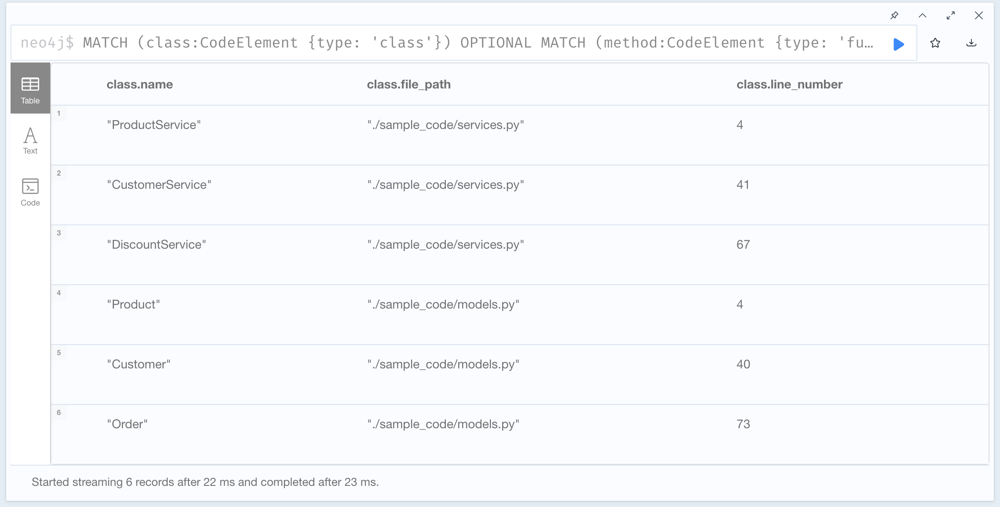 neo4j$ MATCH (class:CodeElement {type: 'class'}) OPTIONAL MATCH (method:CodeElement {type: 'fu…
Table
Text
Code
class.name class.file_path class.line_number
1
"ProductService" "./sample_code/services.py" 4
2
"CustomerService" "./sample_code/services.py" 41
3
"DiscountService" "./sample_code/services.py" 67
4
"Product" "./sample_code/models.py" 4
5
"Customer" "./sample_code/models.py" 40
6
"Order" "./sample_code/models.py" 73
Started streaming 6 records after 22 ms and completed after 23 ms.